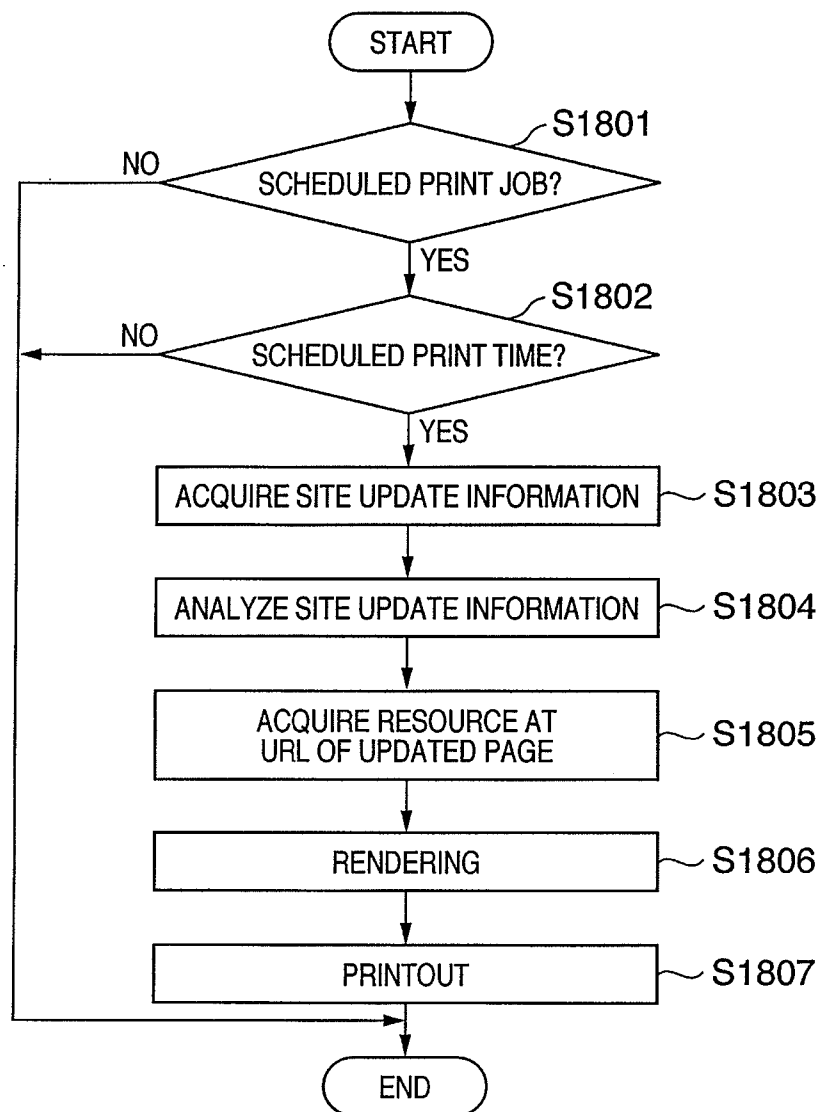 START
S1801
NO
SCHEDULED PRINT JOB?
YES
S1802
NO
SCHEDULED PRINT TIME?
YES
ACQUIRE SITE UPDATE INFORMATION
S1803
ANALYZE SITE UPDATE INFORMATION
S1804
ACQUIRE RESOURCE AT
URL OF UPDATED PAGE
S1805
RENDERING
S1806
PRINTOUT
S1807
END